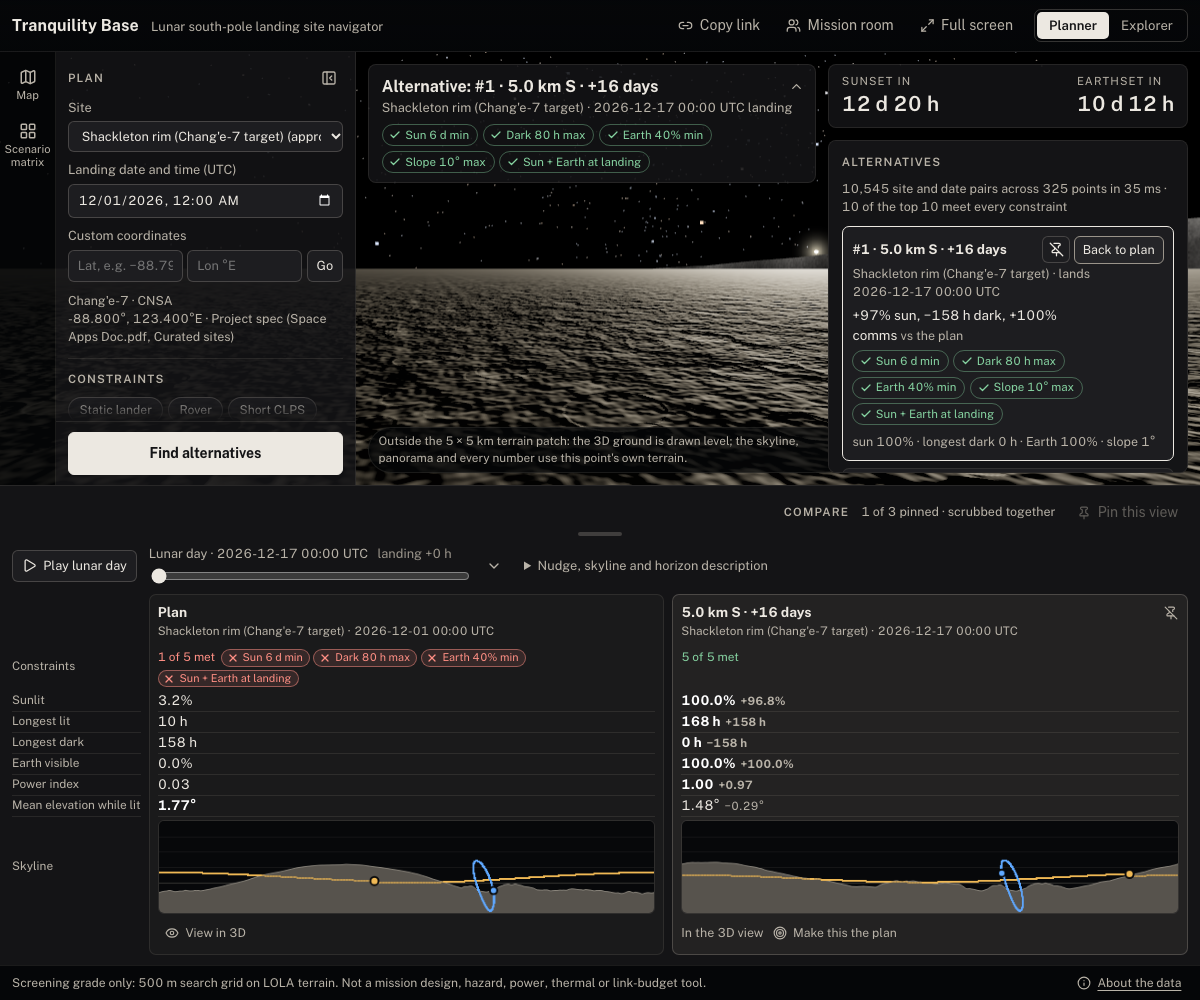 Tranquility Base Lunar south-pole landing site navigator
Copy link
Mission room
Full screen
Planner
Explorer
Map
Scenario
matrix
PLAN
Site
Shackleton rim (Chang'e-7 target) (appro
Landing date and time (UTC)
12/01/2026, 12:00 AM
Custom coordinates
Lat, e.g. −88.79
Lon °E
Go
Chang'e-7 · CNSA
-88.800°, 123.400°E · Project spec (Space
Apps Doc.pdf, Curated sites)
CONSTRAINTS
Static lander
Rover
Short CLPS
Find alternatives
Alternative: #1 · 5.0 km S · +16 days
Shackleton rim (Chang'e-7 target) · 2026-12-17 00:00 UTC landing
Sun 6 d min
Dark 80 h max
Earth 40% min
Slope 10° max
Sun + Earth at landing
Outside the 5 × 5 km terrain patch: the 3D ground is drawn level; the skyline,
panorama and every number use this point's own terrain.
SUNSET IN
12 d 20 h
EARTHSET IN
10 d 12 h
ALTERNATIVES
10,545 site and date pairs across 325 points in 35 ms ·
10 of the top 10 meet every constraint
#1 · 5.0 km S · +16 days
Back to plan
Shackleton rim (Chang'e-7 target) · lands
2026-12-17 00:00 UTC
+97% sun, −158 h dark, +100%
comms vs the plan
Sun 6 d min
Dark 80 h max
Earth 40% min
Slope 10° max
Sun + Earth at landing
sun 100% · longest dark 0 h · Earth 100% · slope 1°
COMPARE 1 of 3 pinned · scrubbed together
Pin this view
Play lunar day
Lunar day · 2026-12-17 00:00 UTC landing +0 h
Nudge, skyline and horizon description
Plan
Shackleton rim (Chang'e-7 target) · 2026-12-01 00:00 UTC
5.0 km S · +16 days
Shackleton rim (Chang'e-7 target) · 2026-12-17 00:00 UTC
Constraints
1 of 5 met
Sun 6 d min
Dark 80 h max
Earth 40% min
Sun + Earth at landing
5 of 5 met
Sunlit 3.2% 100.0% +96.8%
Longest lit 10 h 168 h +158 h
Longest dark 158 h 0 h −158 h
Earth visible 0.0% 100.0% +100.0%
Power index 0.03 1.00 +0.97
Mean elevation while lit 1.77° 1.48° −0.29°
Skyline
View in 3D
In the 3D view
Make this the plan
Screening grade only: 500 m search grid on LOLA terrain. Not a mission design, hazard, power, thermal or link-budget tool.
About the data